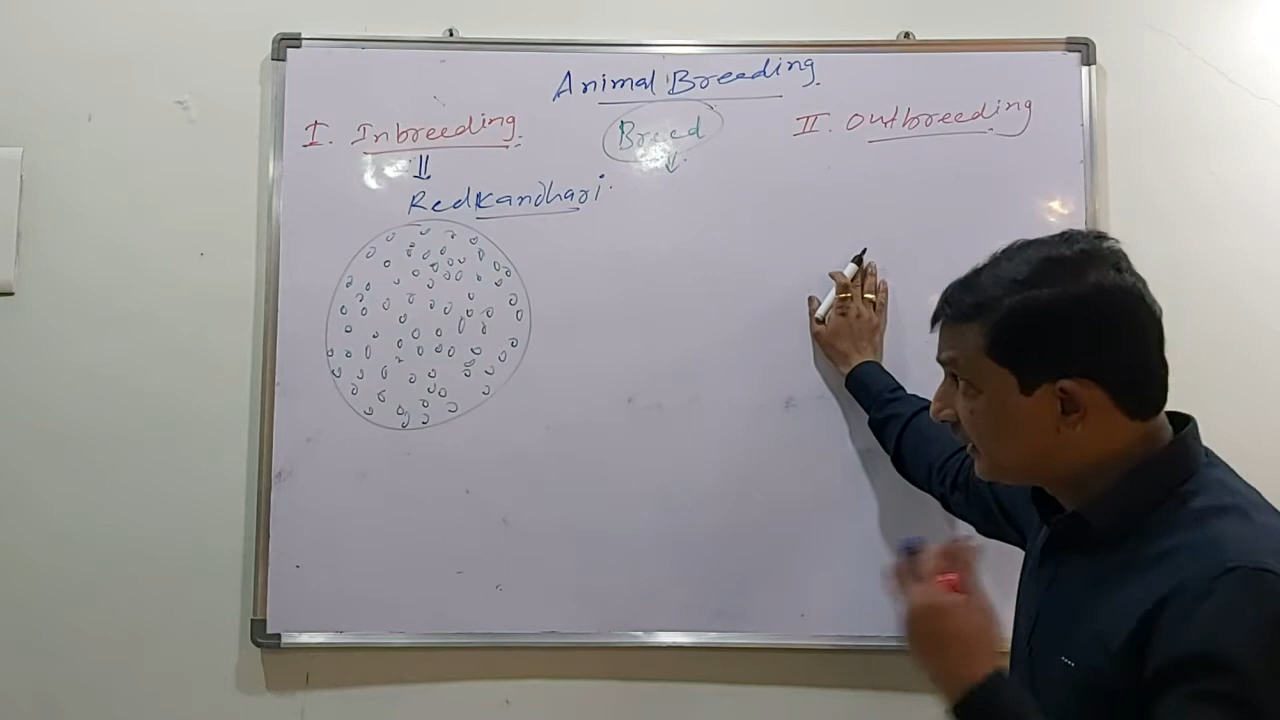 Animal Breeding.
I. Inbreeding.
Breed
II. Outbreeding
Redkandhari.